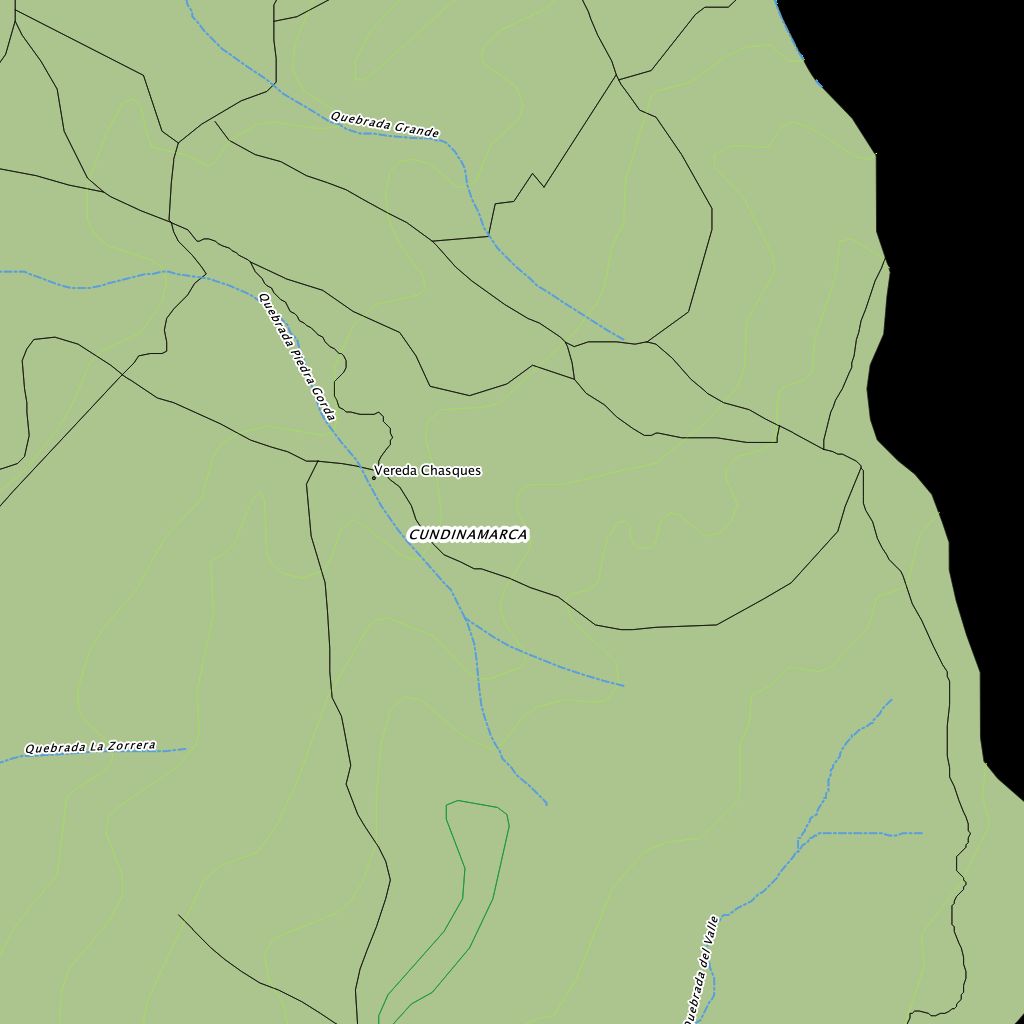 Quebrada Grande
Quebrada Piedra Gorda
Vereda Chasques
CUNDINAMARCA
Quebrada La Zorrera
Quebrada del Valle